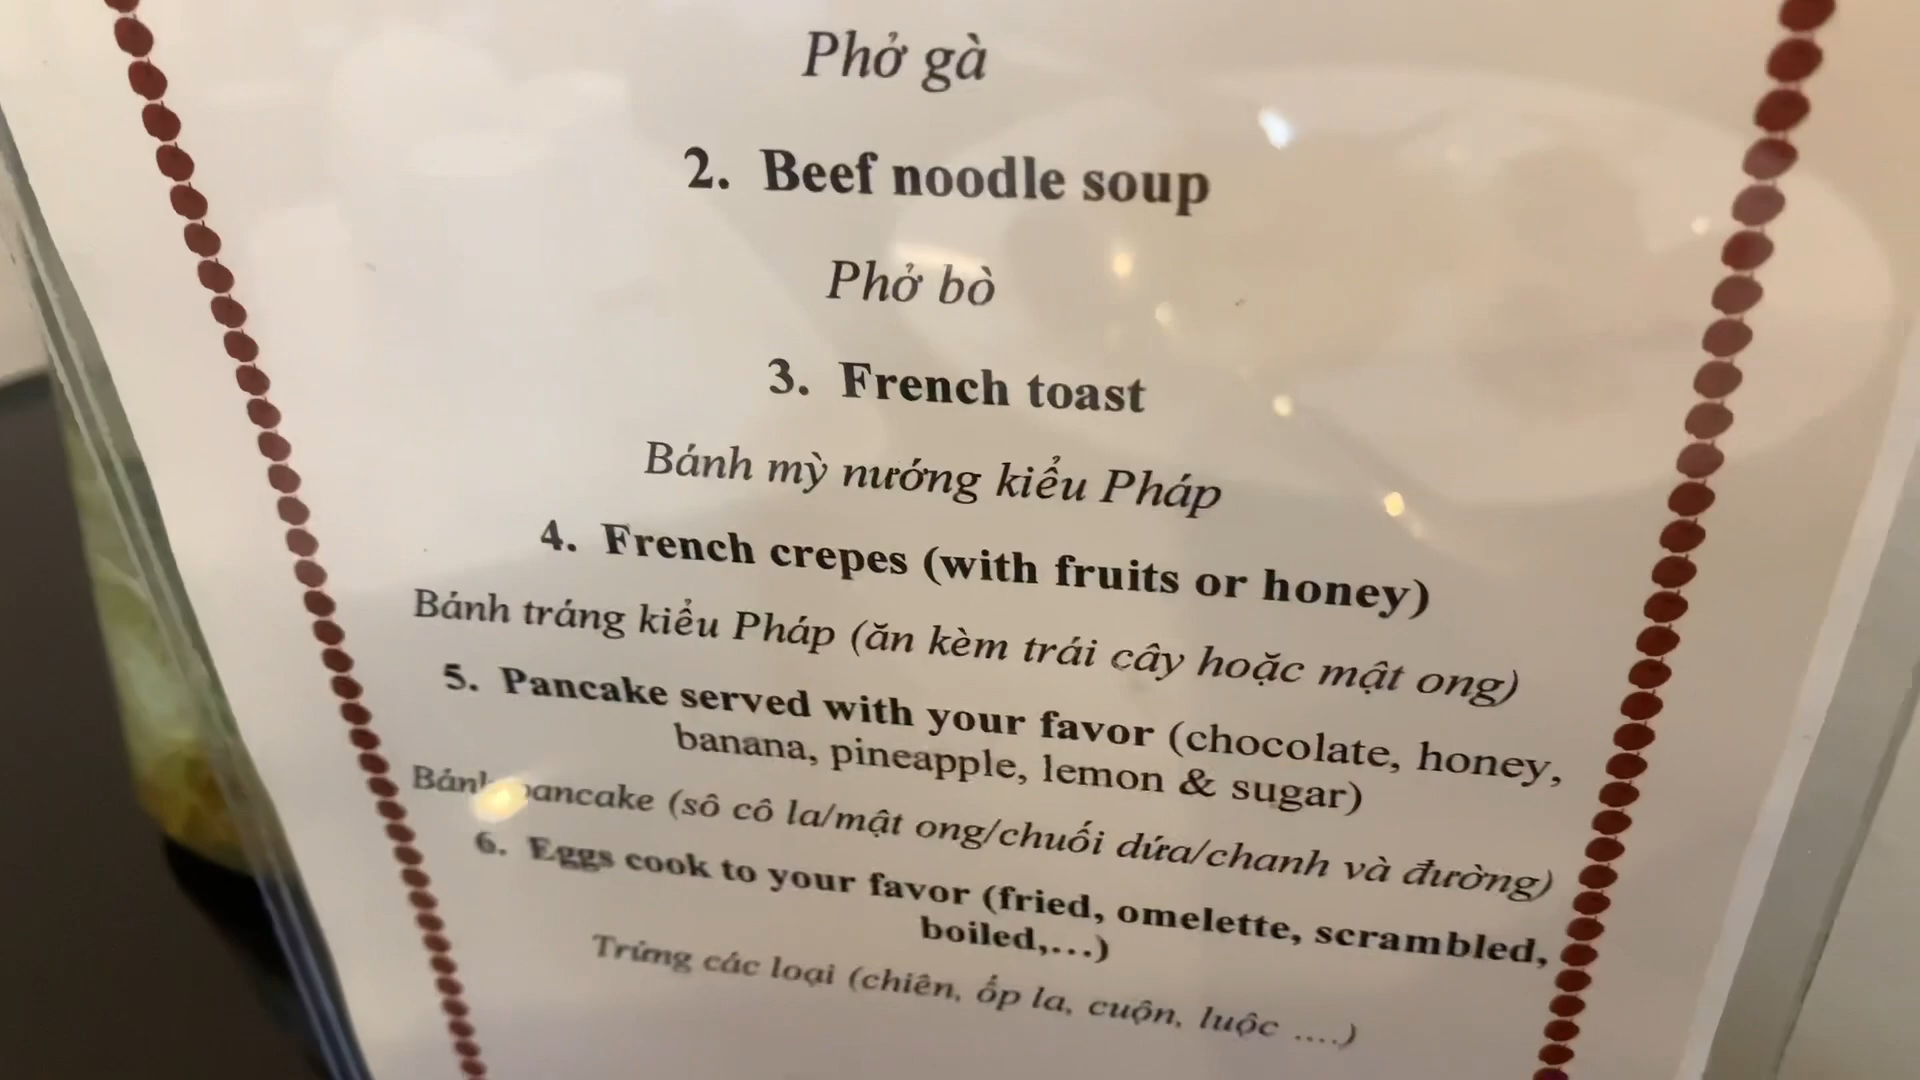 Phở gà
2. Beef noodle soup
Phở bò
3. French toast
Bánh mỳ nướng kiểu Pháp
4. French crepes (with fruits or honey)
Bánh tráng kiểu Pháp (ăn kèm trái cây hoặc mật ong)
5. Pancake served with your favor (chocolate, honey,
banana, pineapple, lemon & sugar)
Bánh pancake (sô cô la/mật ong/chuối dứa/chanh và đường)
6. Eggs cook to your favor (fried, omelette, scrambled,
boiled,...)
Trứng các loại (chiên, ốp la, cuộn, luộc ....)